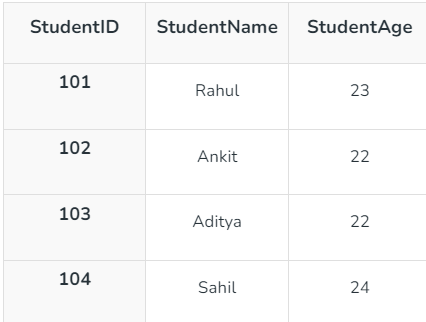 StudentID StudentName StudentAge
101 Rahul 23
102 Ankit 22
103 Aditya 22
104 Sahil 24